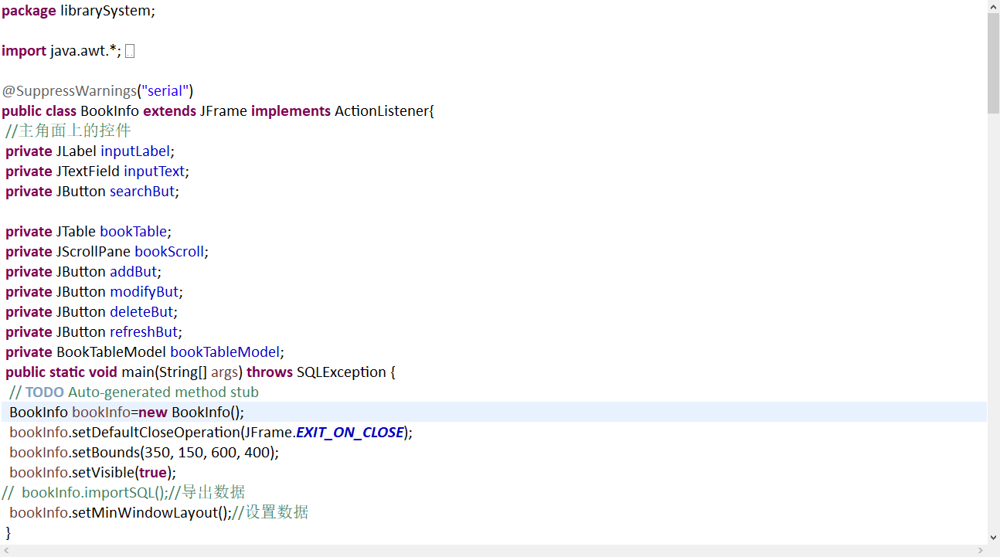 package librarySystem;
import java.awt.*;
@SuppressWarnings("serial")
public class BookInfo extends JFrame implements ActionListener{
//主角面上的控件
private JLabel inputLabel;
private JTextField inputText;
private JButton searchBut;
private JTable bookTable;
private JScrollPane bookScroll;
private JButton addBut;
private JButton modifyBut;
private JButton deleteBut;
private JButton refreshBut;
private BookTableModel bookTableModel;
public static void main(String[] args) throws SQLException {
// TODO Auto-generated method stub
BookInfo bookInfo=new BookInfo();
bookInfo.setDefaultCloseOperation(JFrame.EXIT_ON_CLOSE);
bookInfo.setBounds(350, 150, 600, 400);
bookInfo.setVisible(true);
// bookInfo.importSQL();//导出数据
bookInfo.setMinWindowLayout();//设置数据
}